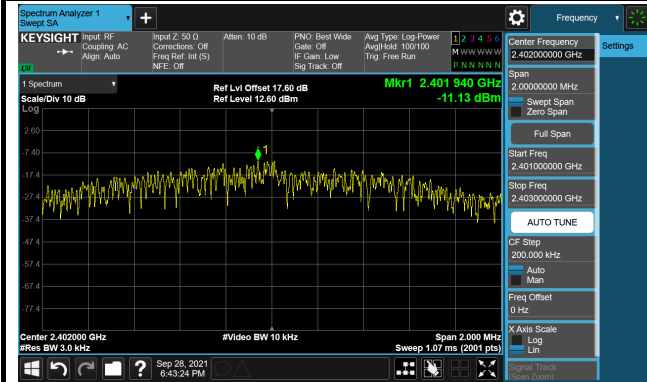 Spectrum Analyzer 1
Swept SA
+
Frequency
KEYSIGHT
Input: RF
Coupling: AC
Align: Auto
Input Z: 50 Ω
Corrections: Off
Freq Ref: Int (S)
NFE: Off
Atten: 10 dB
PNO: Best Wide
Gate: Off
IF Gain: Low
Sig Track: Off
Avg Type: Log-Power
Avg|Hold: 100/100
Trig: Free Run
1 2 3 4 5 6
M W W W W W
P N N N N N
LXI
1 Spectrum
Scale/Div 10 dB
Ref Lvl Offset 17.60 dB
Ref Level 12.60 dBm
Mkr1 2.401 940 GHz
-11.13 dBm
Log
2.60
-7.40
-17.4
-27.4
-37.4
-47.4
-57.4
-67.4
-77.4
1
Center 2.402000 GHz
#Res BW 3.0 kHz
#Video BW 10 kHz
Span 2.000 MHz
Sweep 1.07 ms (2001 pts)
Center Frequency
2.402000000 GHz
Settings
Span
2.00000000 MHz
Swept Span
Zero Span
Full Span
Start Freq
2.401000000 GHz
Stop Freq
2.403000000 GHz
AUTO TUNE
CF Step
200.000 kHz
Auto
Man
Freq Offset
0 Hz
X Axis Scale
Log
Lin
Signal Track
(Span Zoom)
?
Sep 28, 2021
6:43:24 PM